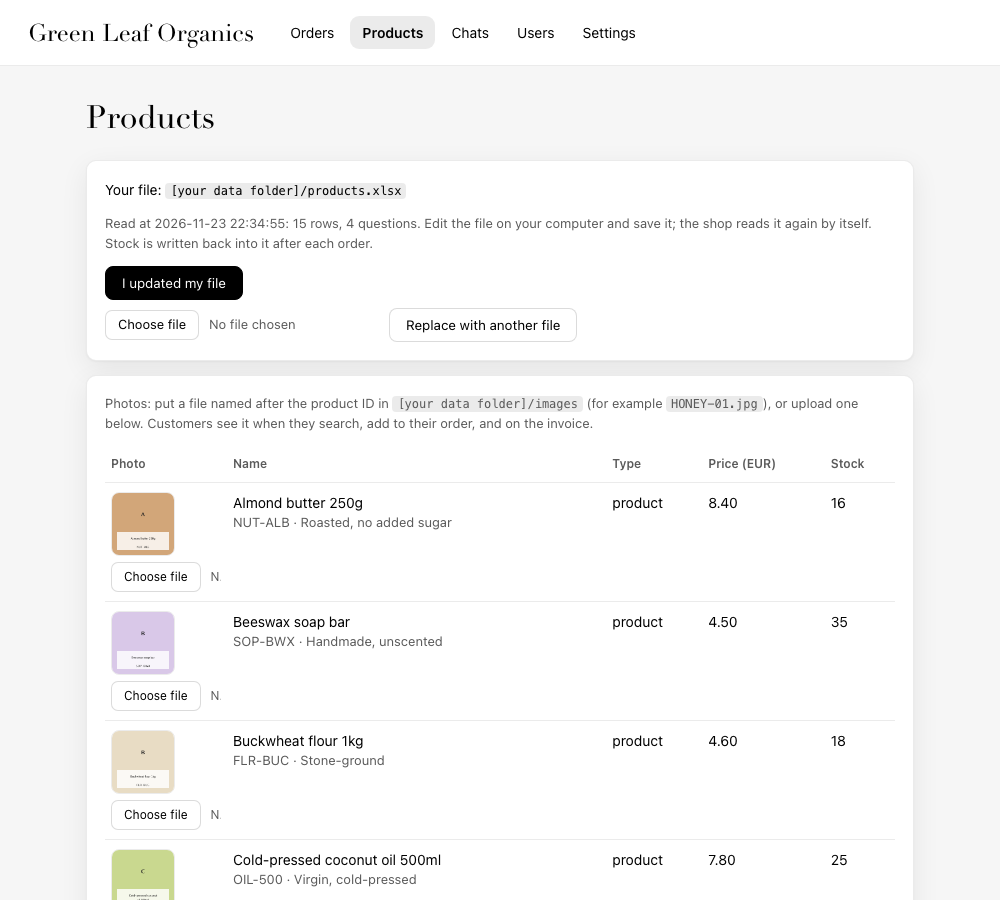 Green Leaf Organics Orders Products Chats Users Settings
Products
Your file: [your data folder]/products.xlsx
Read at 2026-11-23 22:34:55: 15 rows, 4 questions. Edit the file on your computer and save it; the shop reads it again by itself.
Stock is written back into it after each order.
I updated my file
Choose file No file chosen Replace with another file
Photos: put a file named after the product ID in [your data folder]/images (for example HONEY-01.jpg), or upload one
below. Customers see it when they search, add to their order, and on the invoice.
Photo Name Type Price (EUR) Stock
A
Almond butter 250g product 8.40 16
NUT-ALB · Roasted, no added sugar
Choose file N
B
Beeswax soap bar product 4.50 35
SOP-BWX · Handmade, unscented
Choose file N
B
Buckwheat flour 1kg product 4.60 18
FLR-BUC · Stone-ground
Choose file N
C
Cold-pressed coconut oil 500ml product 7.80 25
OIL-500 · Virgin, cold-pressed